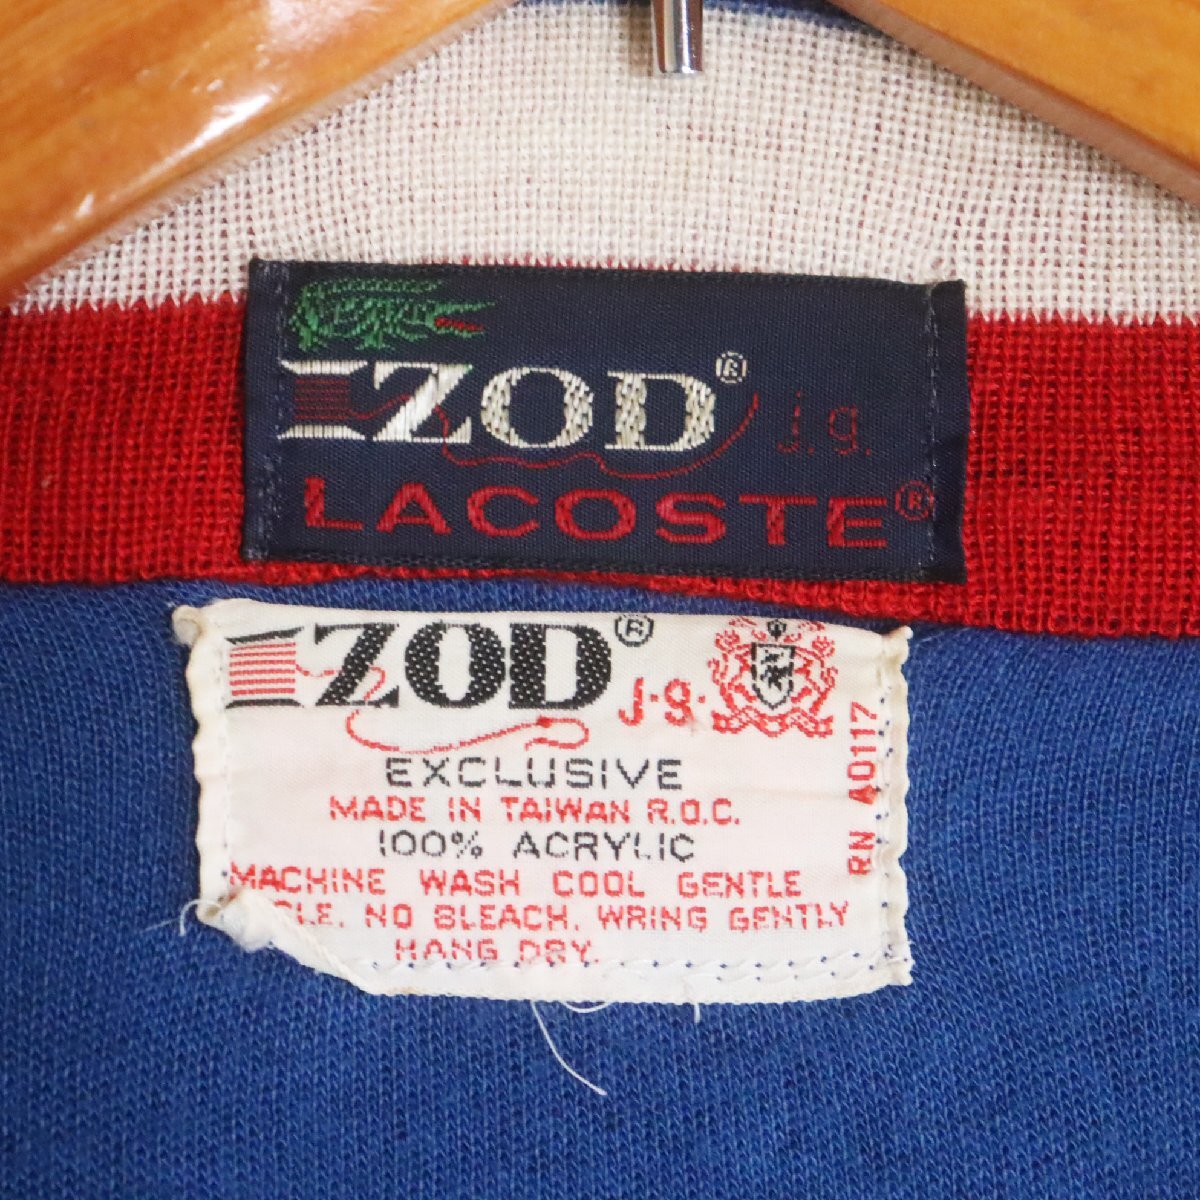 IZOD® j.g.
LACOSTE®
IZOD® j.g.
EXCLUSIVE
MADE IN TAIWAN R.O.C.
100% ACRYLIC
MACHINE WASH COOL GENTLE
NO BLEACH. WRING GENTLY
HANG DRY.
RN A0117